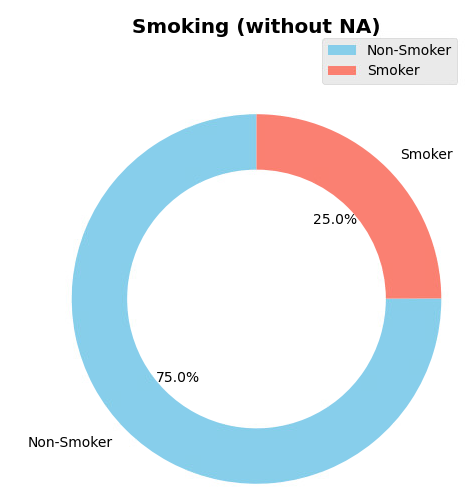 Smoking (without NA)
Non-Smoker
Smoker
Smoker
25.0%
75.0%
Non-Smoker